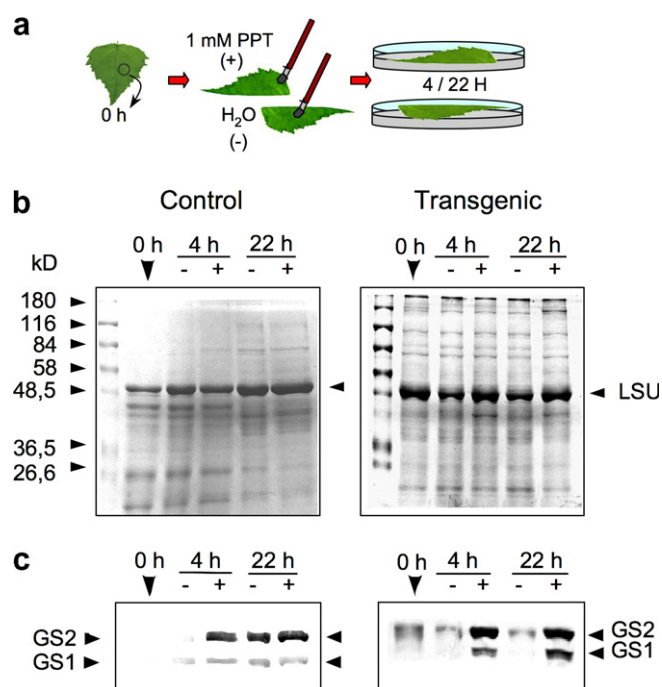 a
1 mM PPT
(+)
0 h
H2O
(-)
4 / 22 H
b
Control
Transgenic
0 h 4 h 22 h
- + - +
0 h 4 h 22 h
- + - +
kD
180
116
84
58
48,5
36,5
26,6
LSU
c
0 h 4 h 22 h
- + - +
0 h 4 h 22 h
- + - +
GS2
GS1
GS2
GS1